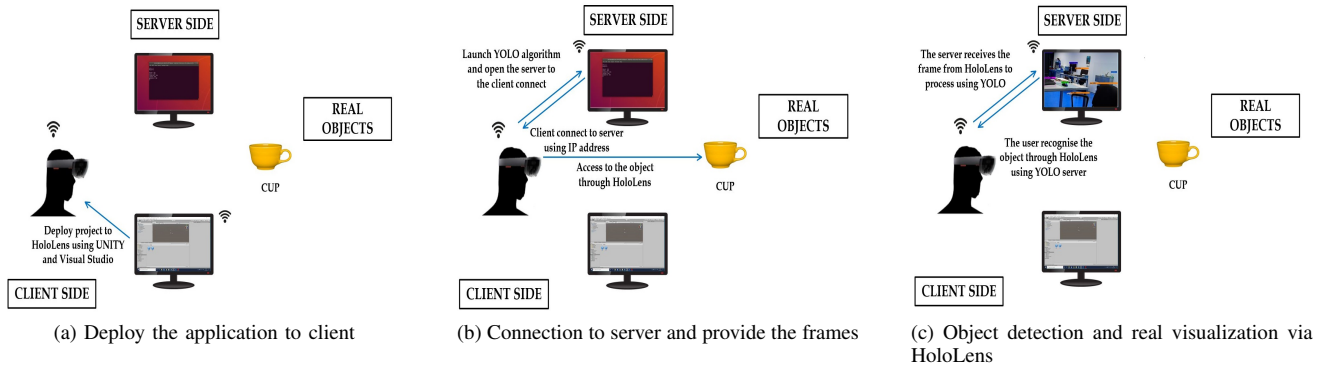 SERVER SIDE
REAL
OBJECTS
CUP
Deploy project to
HoloLens using UNITY
and Visual Studio
CLIENT SIDE
(a) Deploy the application to client
SERVER SIDE
Launch YOLO algorithm
and open the server to
the client connect
REAL
OBJECTS
Client connect to server
using IP address
Access to the object
through HoloLens
CUP
CLIENT SIDE
(b) Connection to server and provide the frames
SERVER SIDE
The server receives the
frame from HoloLens to
process using YOLO
REAL
OBJECTS
The user recognise the
object through HoloLens
using YOLO server
CUP
CLIENT SIDE
(c) Object detection and real visualization via
HoloLens